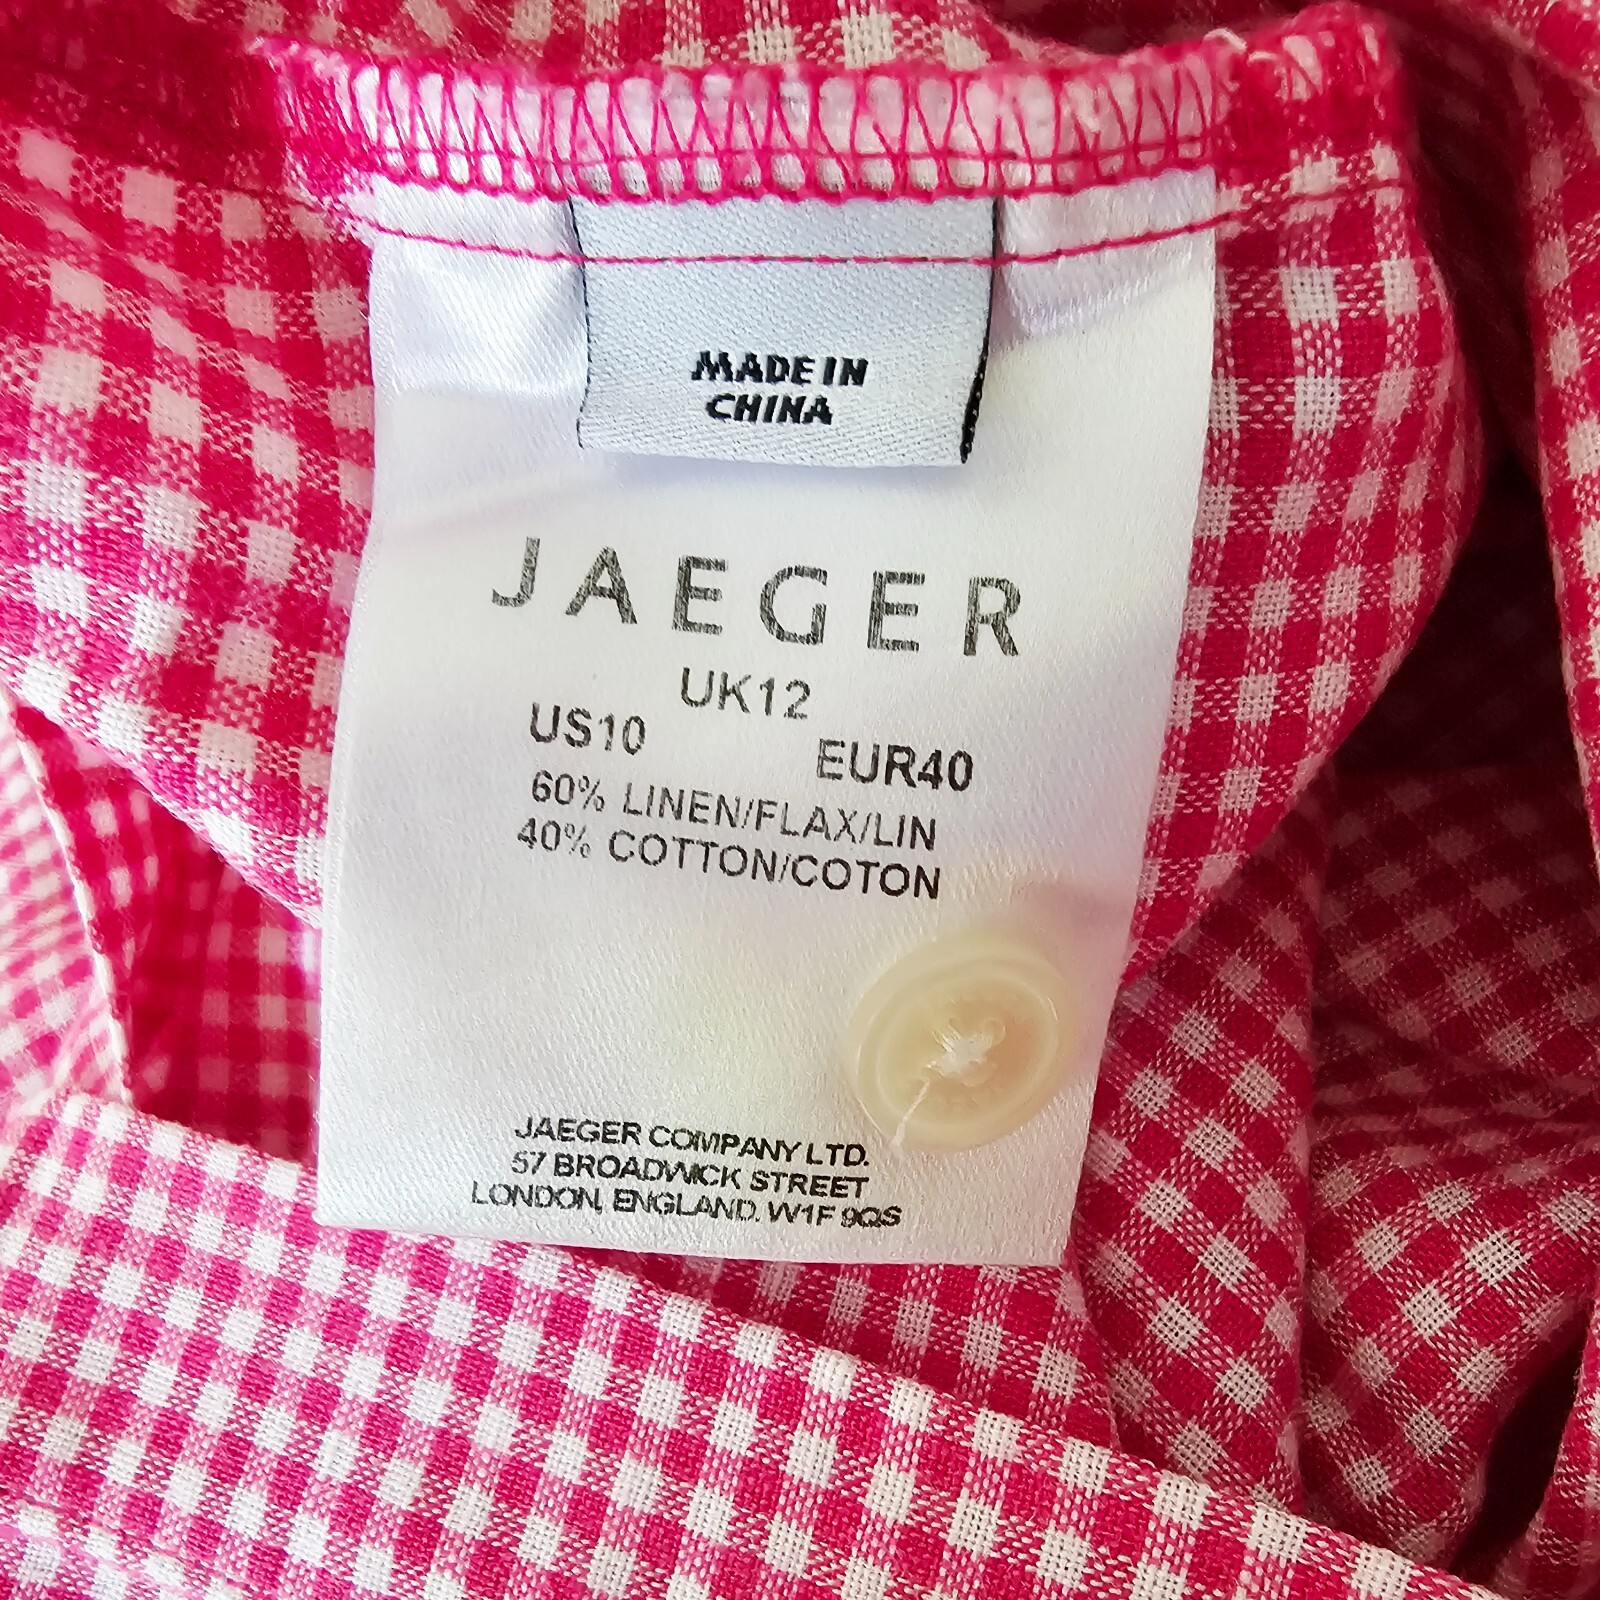 MADE IN
CHINA
JAEGER
UK12
US10 EUR40
60% LINEN/FLAX/LIN
40% COTTON/COTON
JAEGER COMPANY LTD.
57 BROADWICK STREET
LONDON, ENGLAND. W1F 9QS